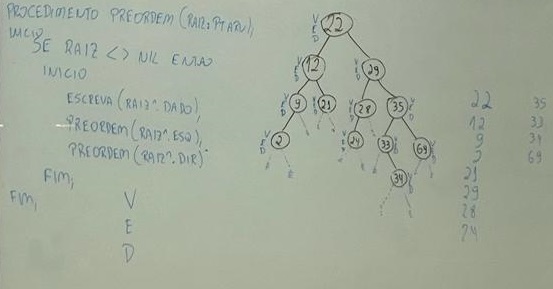 PROCEDIMENTO PREORDEM (RAIZ: PTARV);
INICIO
SE RAIZ <> NIL ENTAO
INICIO
ESCREVA (RAIZ^.DADO);
PREORDEM (RAIZ^.ESQ);
PREORDEM (RAIZ^.DIR)
FIM;
FIM;
V
E
D
V
E
D
22
12
29
9
21
28
35
2
24
33
69
34
22
12
9
2
21
29
28
24
35
33
34
69